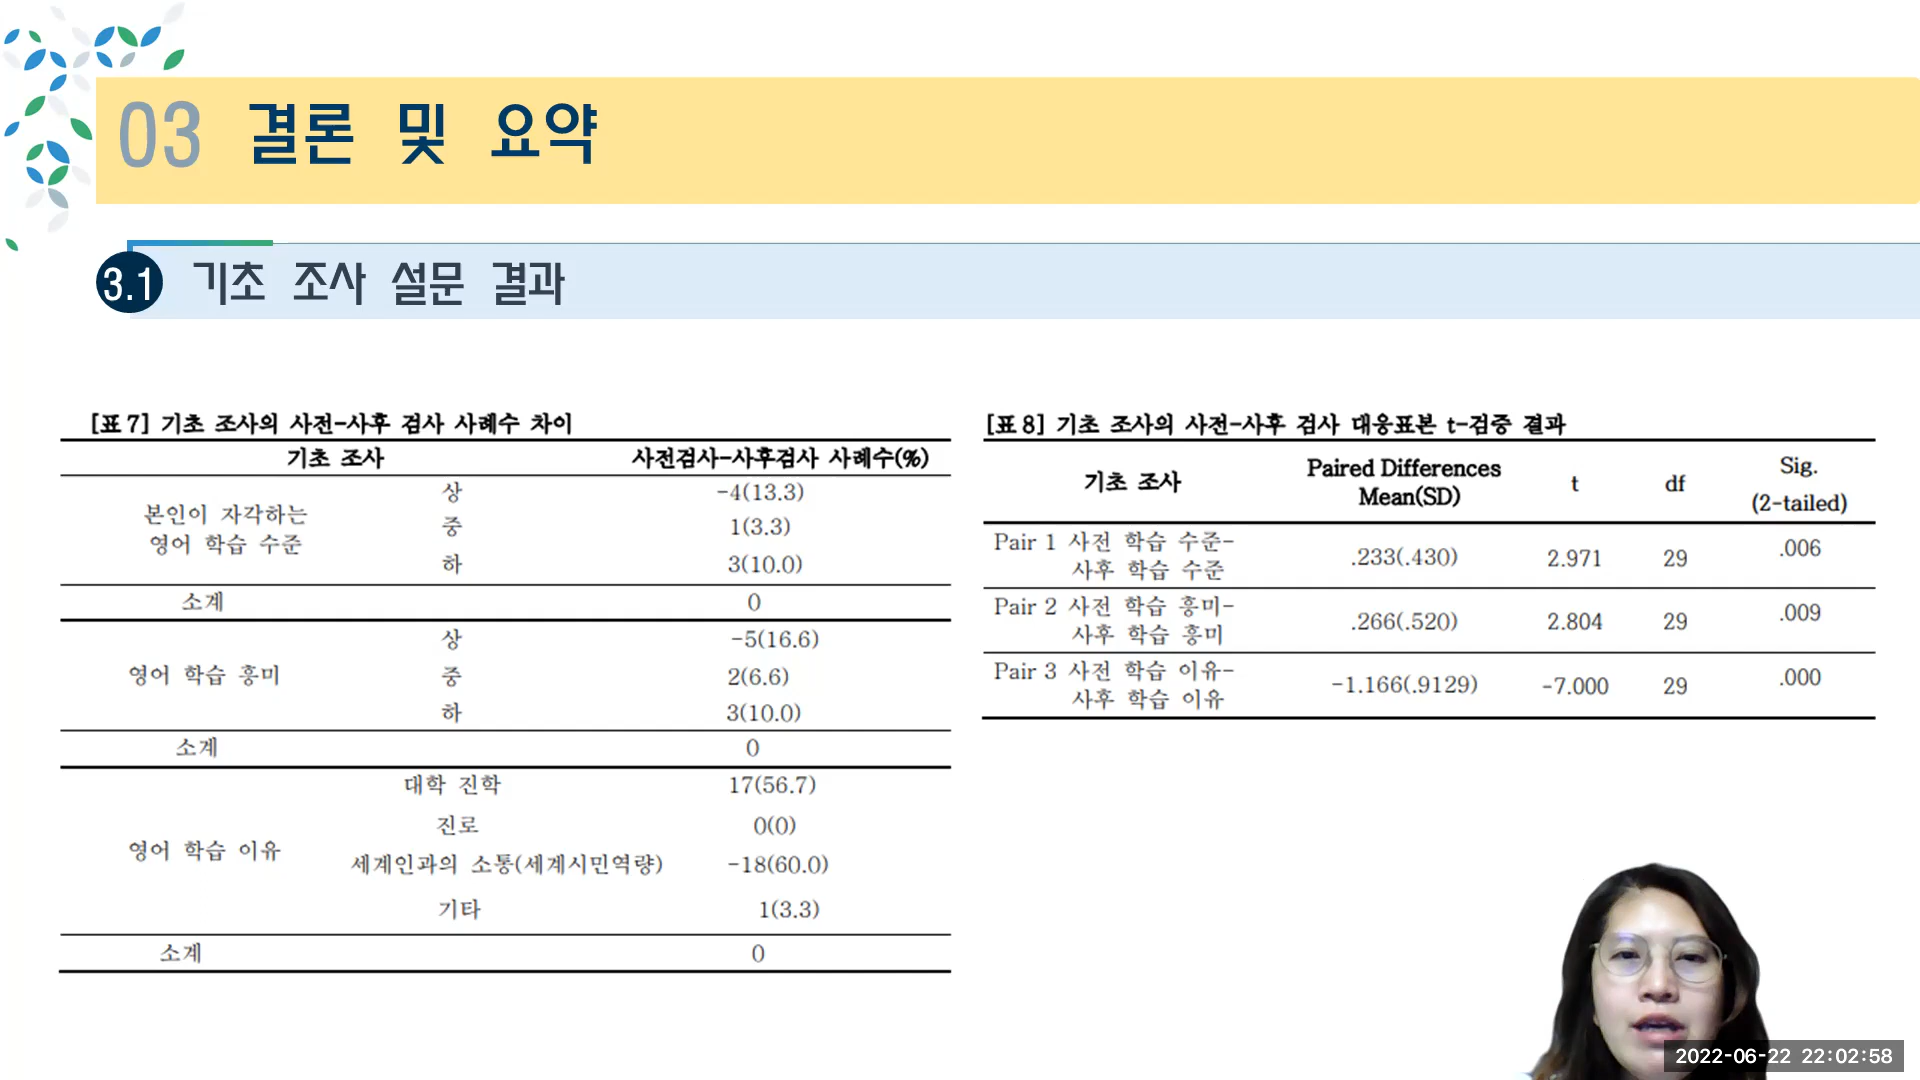 03 결론 및 요약
3.1 기초 조사 설문 결과
[표 7] 기초 조사의 사전-사후 검사 사례수 차이
기초 조사 사전검사-사후검사 사례수(%)
본인이 자각하는
영어 학습 수준
상 -4(13.3)
중 1(3.3)
하 3(10.0)
소계 0
영어 학습 흥미
상 -5(16.6)
중 2(6.6)
하 3(10.0)
소계 0
영어 학습 이유
대학 진학 17(56.7)
진로 0(0)
세계인과의 소통(세계시민역량) -18(60.0)
기타 1(3.3)
소계 0
[표 8] 기초 조사의 사전-사후 검사 대응표본 t-검증 결과
기초 조사
Paired Differences
Mean(SD)
t
df
Sig.
(2-tailed)
Pair 1 사전 학습 수준-
사후 학습 수준
.233(.430) 2.971 29 .006
Pair 2 사전 학습 흥미-
사후 학습 흥미
.266(.520) 2.804 29 .009
Pair 3 사전 학습 이유-
사후 학습 이유
-1.166(.9129) -7.000 29 .000
2022-06-22 22:02:58